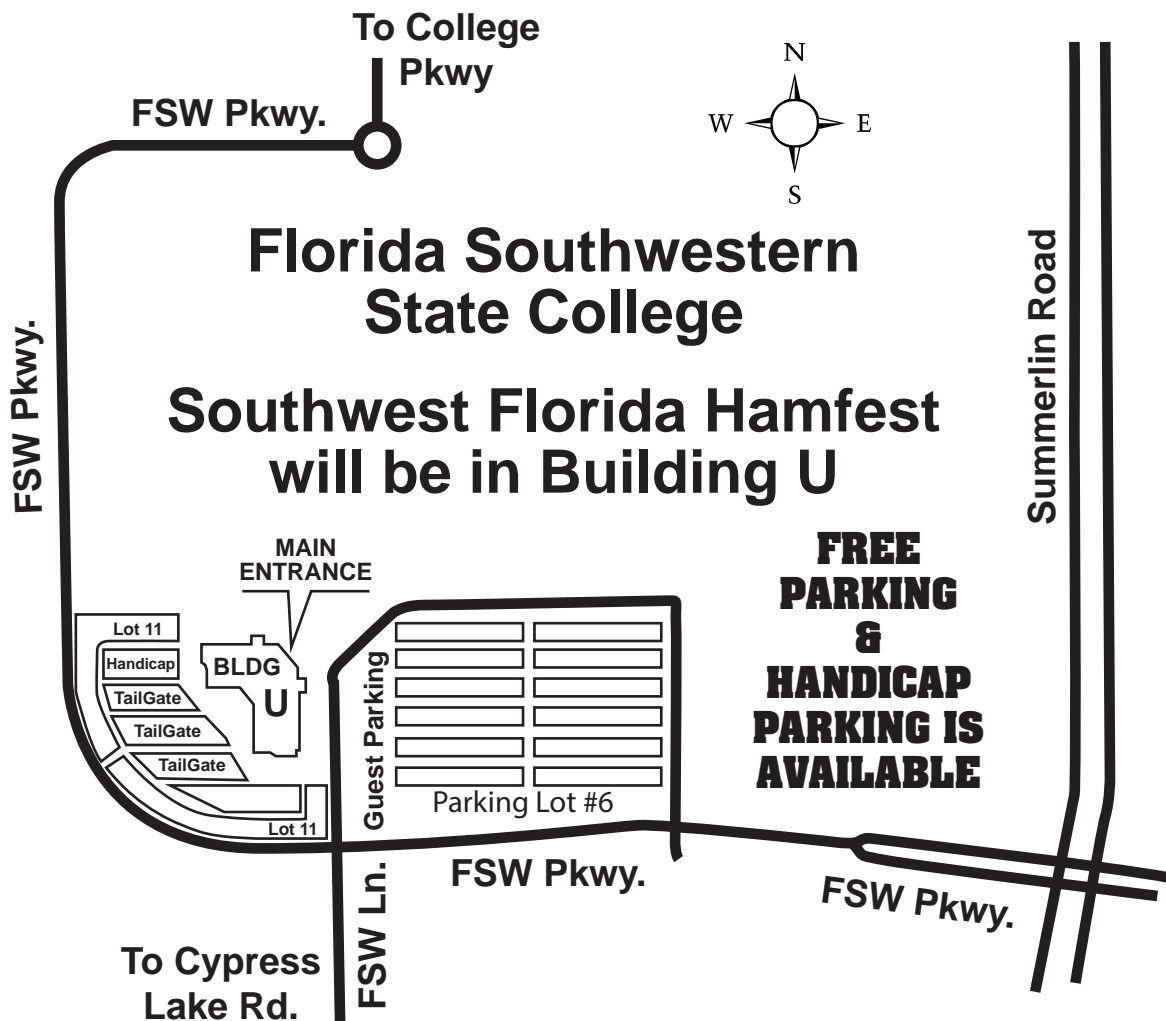 To College
Pkwy
FSW Pkwy.
N
W
E
S
Florida Southwestern
State College
FSW Pkwy.
Summerlin Road
Southwest Florida Hamfest
will be in Building U
MAIN
ENTRANCE
FREE
PARKING
&
HANDICAP
PARKING IS
AVAILABLE
Lot 11
Handicap
TailGate
TailGate
TailGate
Lot 11
BLDG
U
Guest Parking
Parking Lot #6
FSW Pkwy.
FSW Pkwy.
FSW Ln.
To Cypress
Lake Rd.